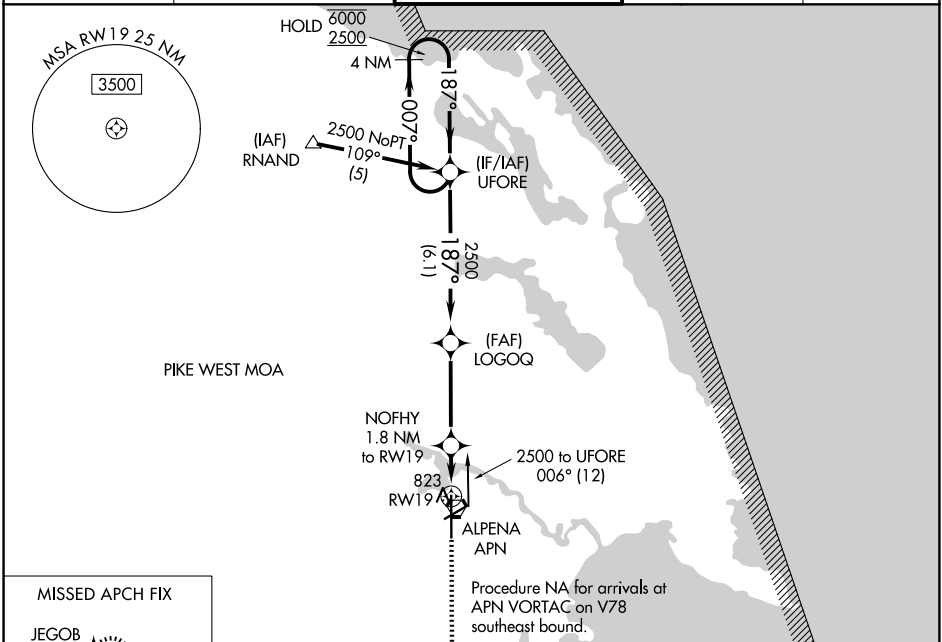 MSA RW19 25 NM
3500
HOLD
6000
2500
4 NM
187°
007°
(IAF)
RNAND
2500 NoPT
109°
(5)
(IF/IAF)
UFORE
2500
187°
(6.1)
(FAF)
LOGOQ
PIKE WEST MOA
NOFHY
1.8 NM
to RW19
2500 to UFORE
006° (12)
823
RW19
ALPENA
APN
Procedure NA for arrivals at
APN VORTAC on V78
southeast bound.
MISSED APCH FIX
JEGOB